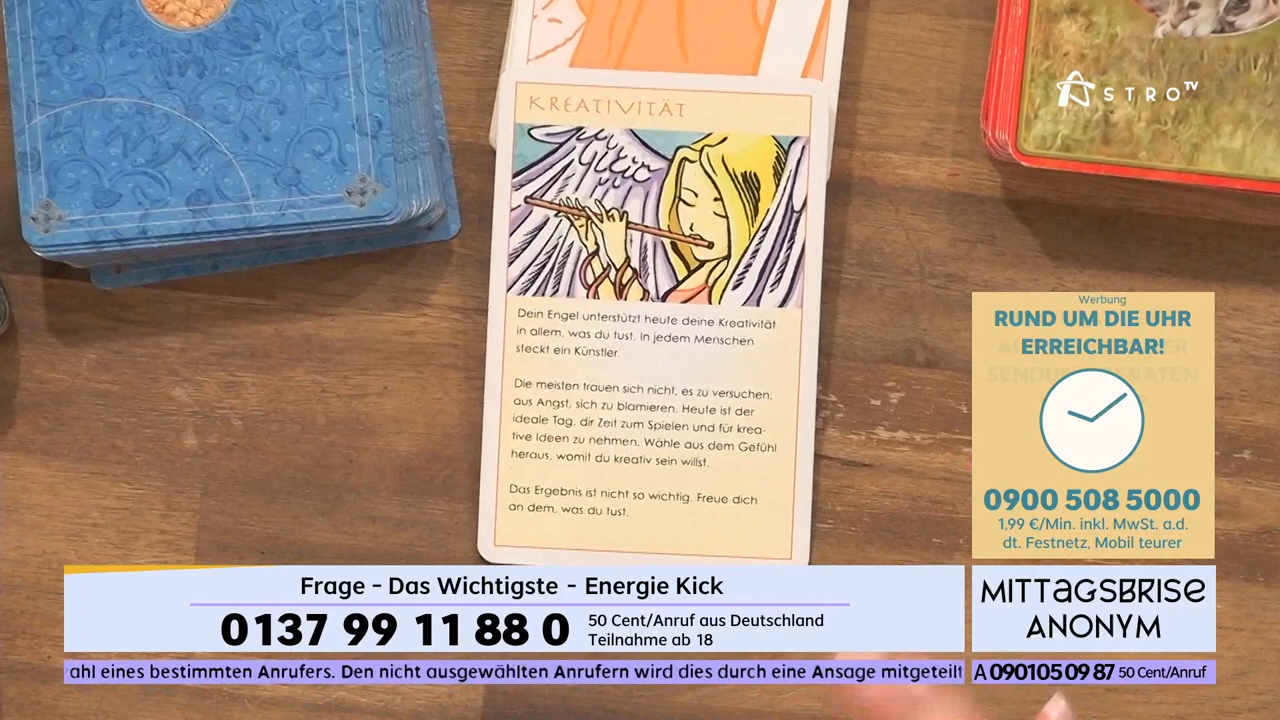 KREATIVITÄT
Dein Engel unterstützt heute deine Kreativität
in allem, was du tust. In jedem Menschen
steckt ein Künstler.
Die meisten trauen sich nicht, es zu versuchen,
aus Angst, sich zu blamieren. Heute ist der
ideale Tag, dir Zeit zum Spielen und für krea-
tive Ideen zu nehmen. Wähle aus dem Gefühl
heraus, womit du kreativ sein willst.
Das Ergebnis ist nicht so wichtig. Freue dich
an dem, was du tust.
ASTRO TV
Werbung
RUND UM DIE UHR
ERREICHBAR!
0900 508 5000
1,99 €/Min. inkl. MwSt. a.d.
dt. Festnetz, Mobil teurer
Frage - Das Wichtigste - Energie Kick
0137 99 11 88 0
50 Cent/Anruf aus Deutschland
Teilnahme ab 18
MITTAGSBRISE
ANONYM
ahl eines bestimmten Anrufers. Den nicht ausgewählten Anrufern wird dies durch eine Ansage mitgeteilt
A 090105 09 87 50 Cent/Anruf